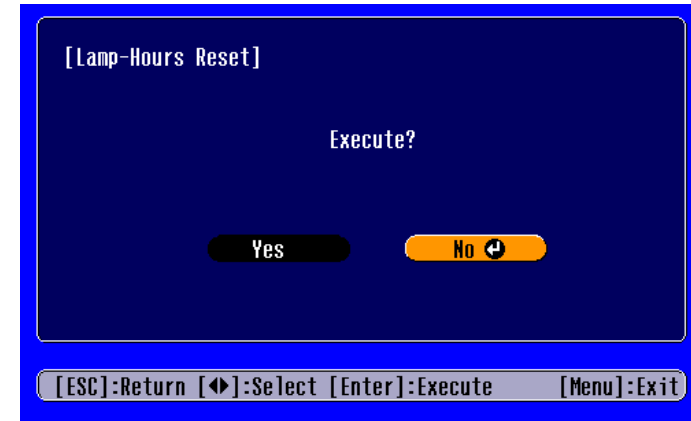 [Lamp-Hours Reset]
Execute?
Yes No
[ESC]:Return [◀▶]:Select [Enter]:Execute [Menu]:Exit